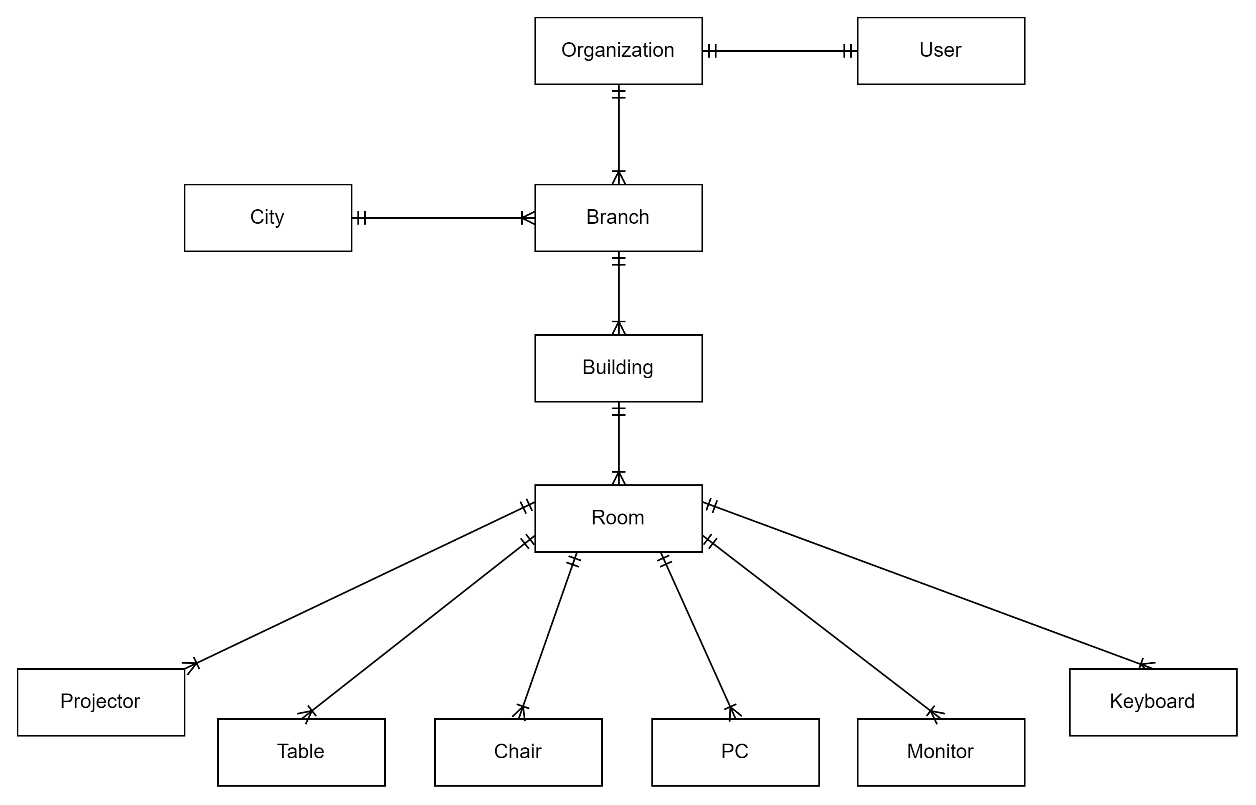 Organization
User
City
Branch
Building
Room
Projector
Table
Chair
PC
Monitor
Keyboard